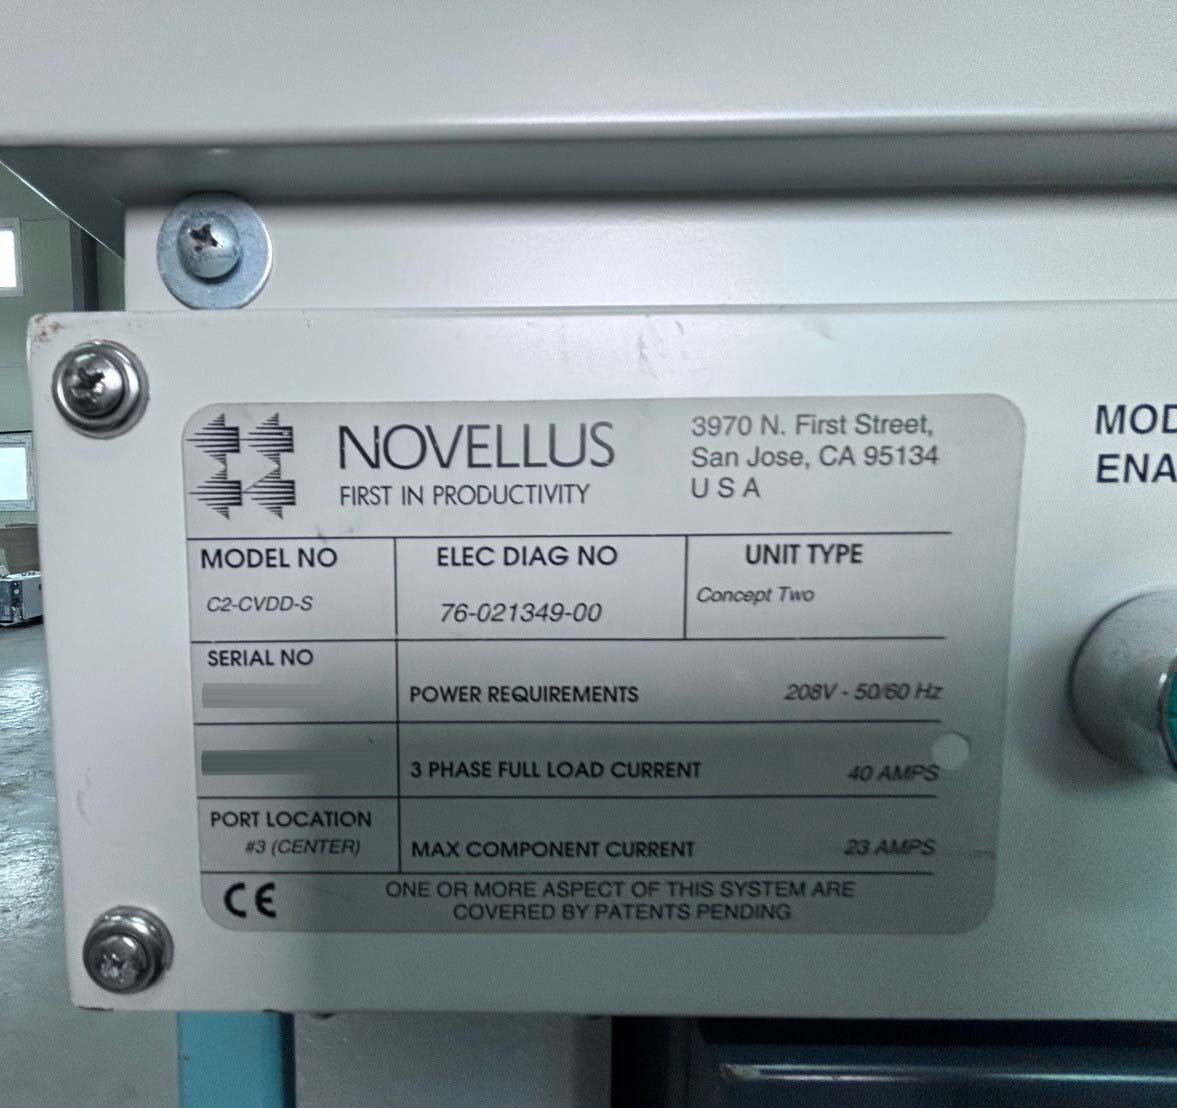 NOVELLUS
FIRST IN PRODUCTIVITY
3970 N. First Street,
San Jose, CA 95134
U S A
MODEL NO
C2-CVDD-S
ELEC DIAG NO
76-021349-00
UNIT TYPE
Concept Two
SERIAL NO
POWER REQUIREMENTS 208V - 50/60 Hz
3 PHASE FULL LOAD CURRENT 40 AMPS
PORT LOCATION
#3 (CENTER)
MAX COMPONENT CURRENT 23 AMPS
CE
ONE OR MORE ASPECT OF THIS SYSTEM ARE
COVERED BY PATENTS PENDING
MOD
ENA